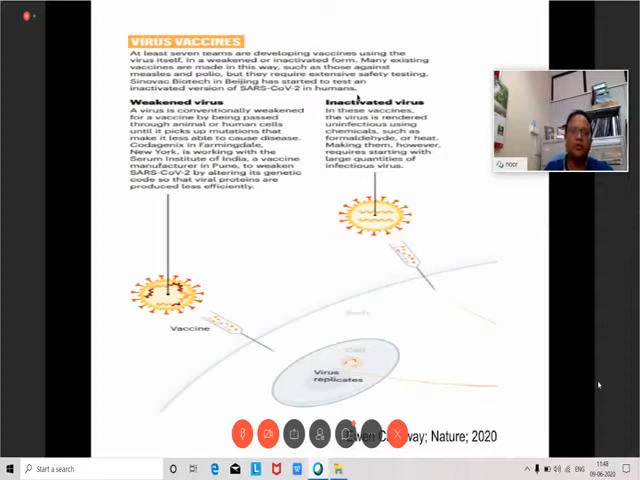 VIRUS VACCINES
At least seven teams are developing vaccines using the
virus itself, in a weakened or inactivated form. Many existing
vaccines are made in this way, such as those against
measles and polio, but they require extensive safety testing.
Sinovac Biotech in Beijing has started to test an
inactivated version of SARS-CoV-2 in humans.
Weakened virus
A virus is conventionally weakened
for a vaccine by being passed
through animal or human cells
until it picks up mutations that
make it less able to cause disease.
Codagenix in Farmingdale,
New York, is working with the
Serum Institute of India, a vaccine
manufacturer in Pune, to weaken
SARS-CoV-2 by altering its genetic
code so that viral proteins are
produced less efficiently.
Inactivated virus
In these vaccines,
the virus is rendered
uninfectious using
chemicals, such as
formaldehyde, or heat.
Making them, however,
requires starting with
large quantities of
infectious virus.
noor
Vaccine
Cell
Virus
replicates
Ewen C way; Nature; 2020
Start a search
ENG
11:48
09-06-2020